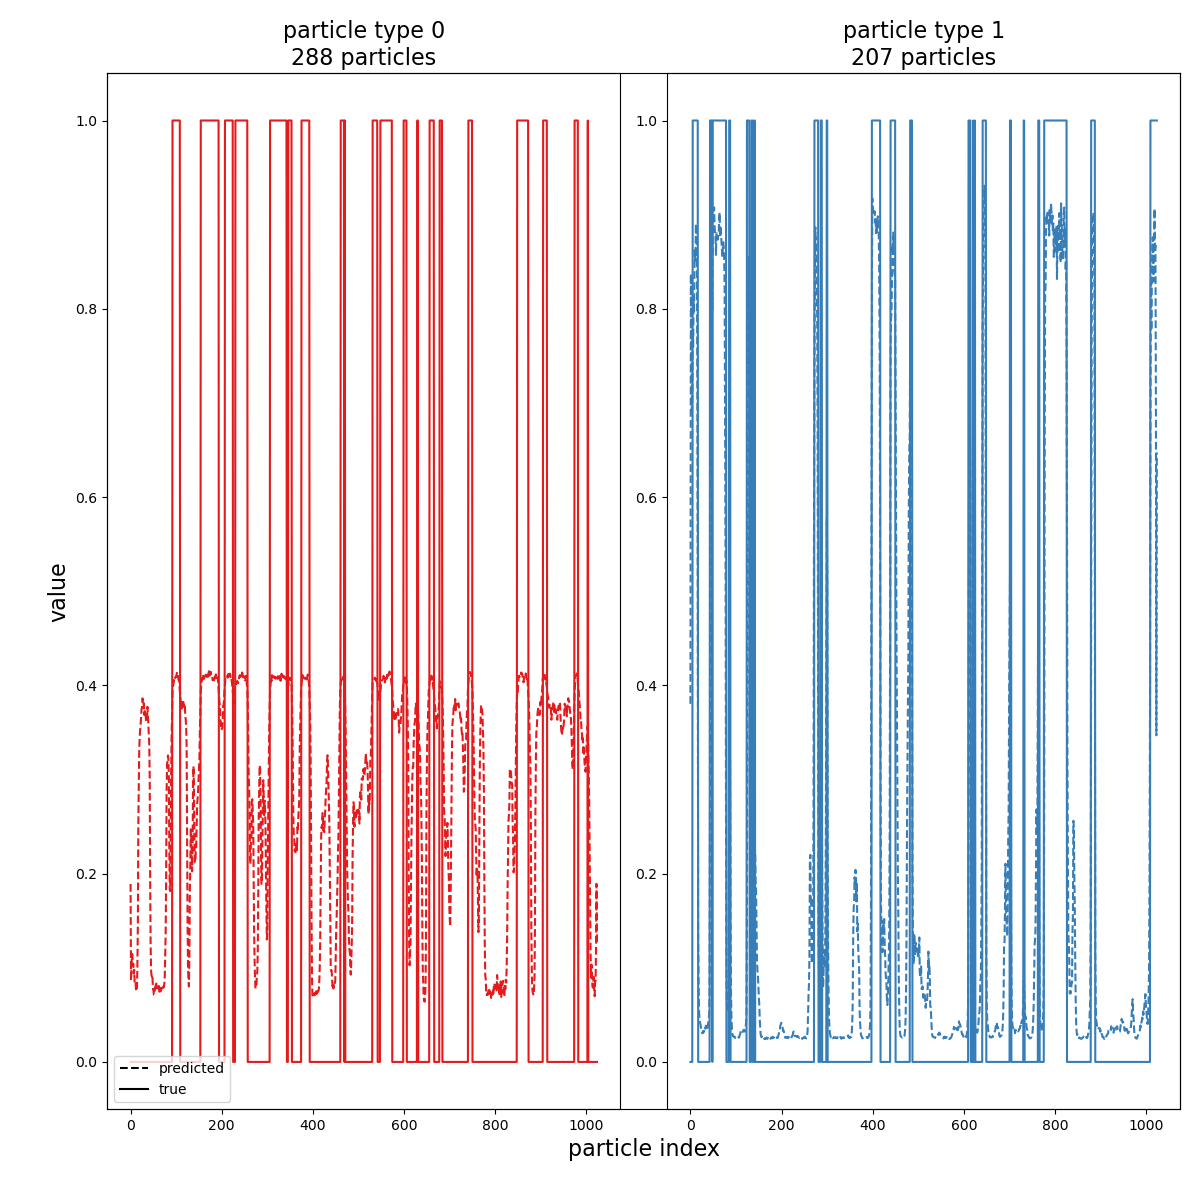 particle type 0
288 particles
particle type 1
207 particles
value
1.0
0.8
0.6
0.4
0.2
0.0
1.0
0.8
0.6
0.4
0.2
0.0
predicted
true
0 200 400 600 800 1000
0 200 400 600 800 1000
particle index